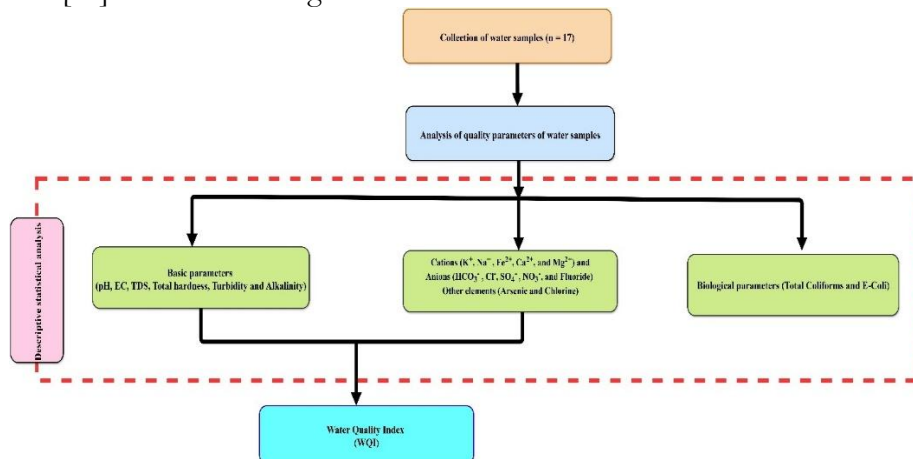 Collection of water samples (n = 17)
Analysis of quality parameters of water samples
Descriptive statistical analysis
Basic parameters
(pH, EC, TDS, Total hardness, Turbidity and Alkalinity)
Cations (K⁺, Na⁺, Fe²⁺, Ca²⁺, and Mg²⁺) and
Anions (HCO₃⁻, Cl⁻, SO₄⁻, NO₃⁻, and Fluoride)
Other elements (Arsenic and Chlorine)
Biological parameters (Total Coliforms and E-Coli)
Water Quality Index
(WQI)